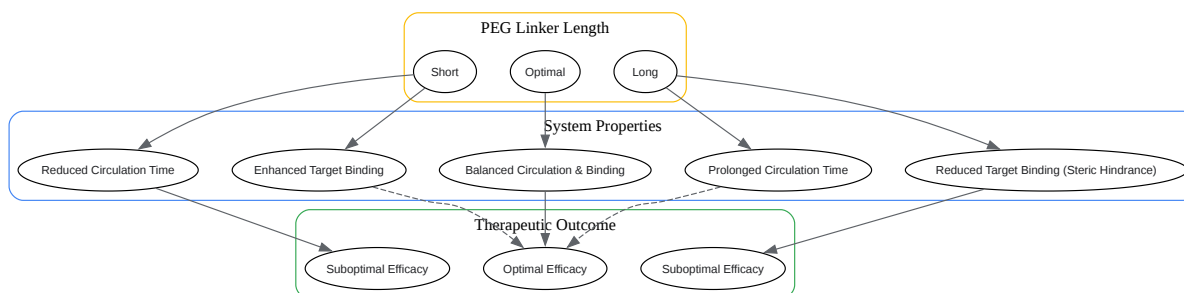 PEG Linker Length
Short
Optimal
Long
System Properties
Reduced Circulation Time
Enhanced Target Binding
Balanced Circulation & Binding
Prolonged Circulation Time
Reduced Target Binding (Steric Hindrance)
Therapeutic Outcome
Suboptimal Efficacy
Optimal Efficacy
Suboptimal Efficacy